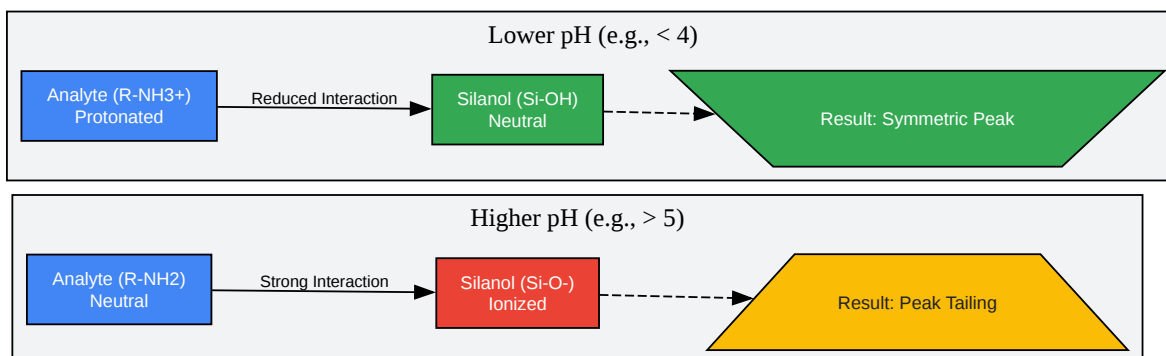 Lower pH (e.g., < 4)
Analyte (R-NH3+)
Protonated
Reduced Interaction
Silanol (Si-OH)
Neutral
Result: Symmetric Peak
Higher pH (e.g., > 5)
Analyte (R-NH2)
Neutral
Strong Interaction
Silanol (Si-O-)
Ionized
Result: Peak Tailing